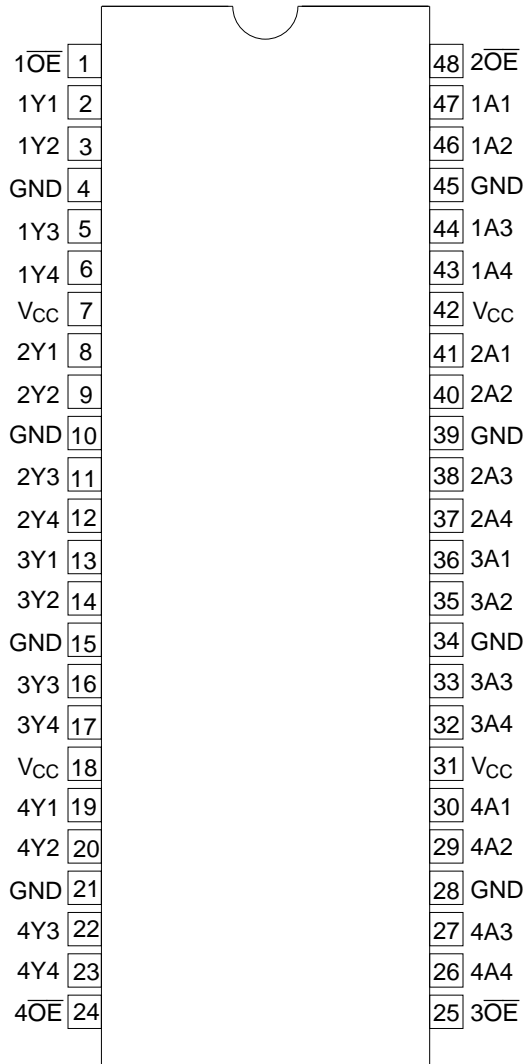 1O̅E̅ 1 48 2O̅E̅
1Y1 2 47 1A1
1Y2 3 46 1A2
GND 4 45 GND
1Y3 5 44 1A3
1Y4 6 43 1A4
VCC 7 42 VCC
2Y1 8 41 2A1
2Y2 9 40 2A2
GND 10 39 GND
2Y3 11 38 2A3
2Y4 12 37 2A4
3Y1 13 36 3A1
3Y2 14 35 3A2
GND 15 34 GND
3Y3 16 33 3A3
3Y4 17 32 3A4
VCC 18 31 VCC
4Y1 19 30 4A1
4Y2 20 29 4A2
GND 21 28 GND
4Y3 22 27 4A3
4Y4 23 26 4A4
4O̅E̅ 24 25 3O̅E̅